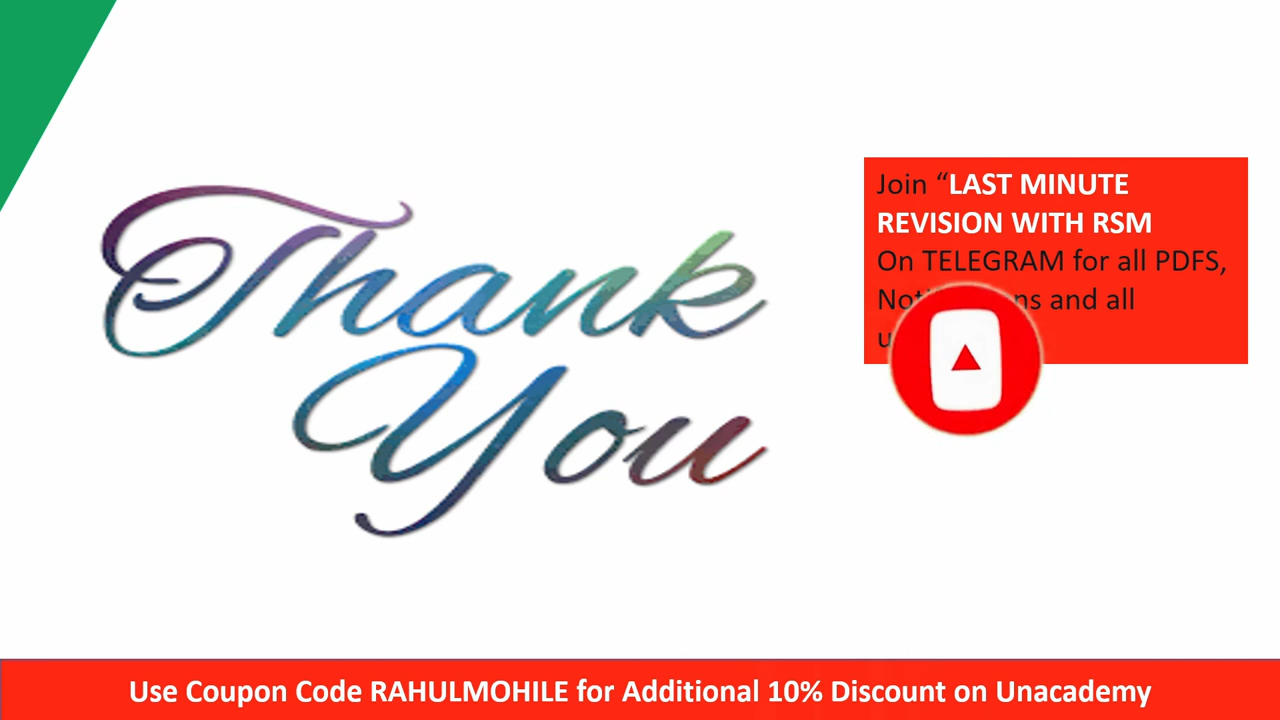 Thank
You
Join “LAST MINUTE
REVISION WITH RSM
On TELEGRAM for all PDFS,
and all
Use Coupon Code RAHULMOHILE for Additional 10% Discount on Unacademy